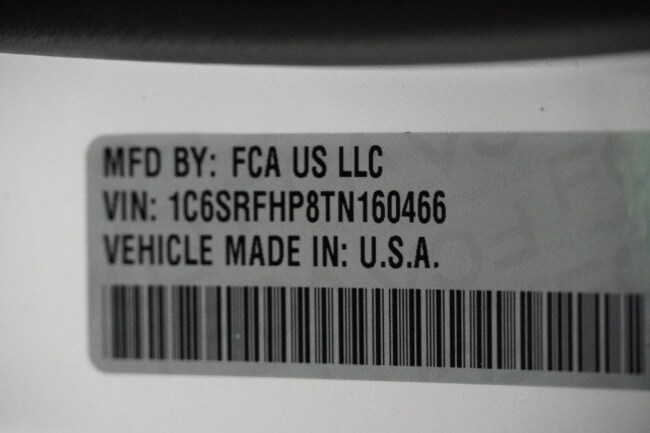 MFD BY: FCA US LLC
VIN: 1C6SRFHP8TN160466
VEHICLE MADE IN: U.S.A.